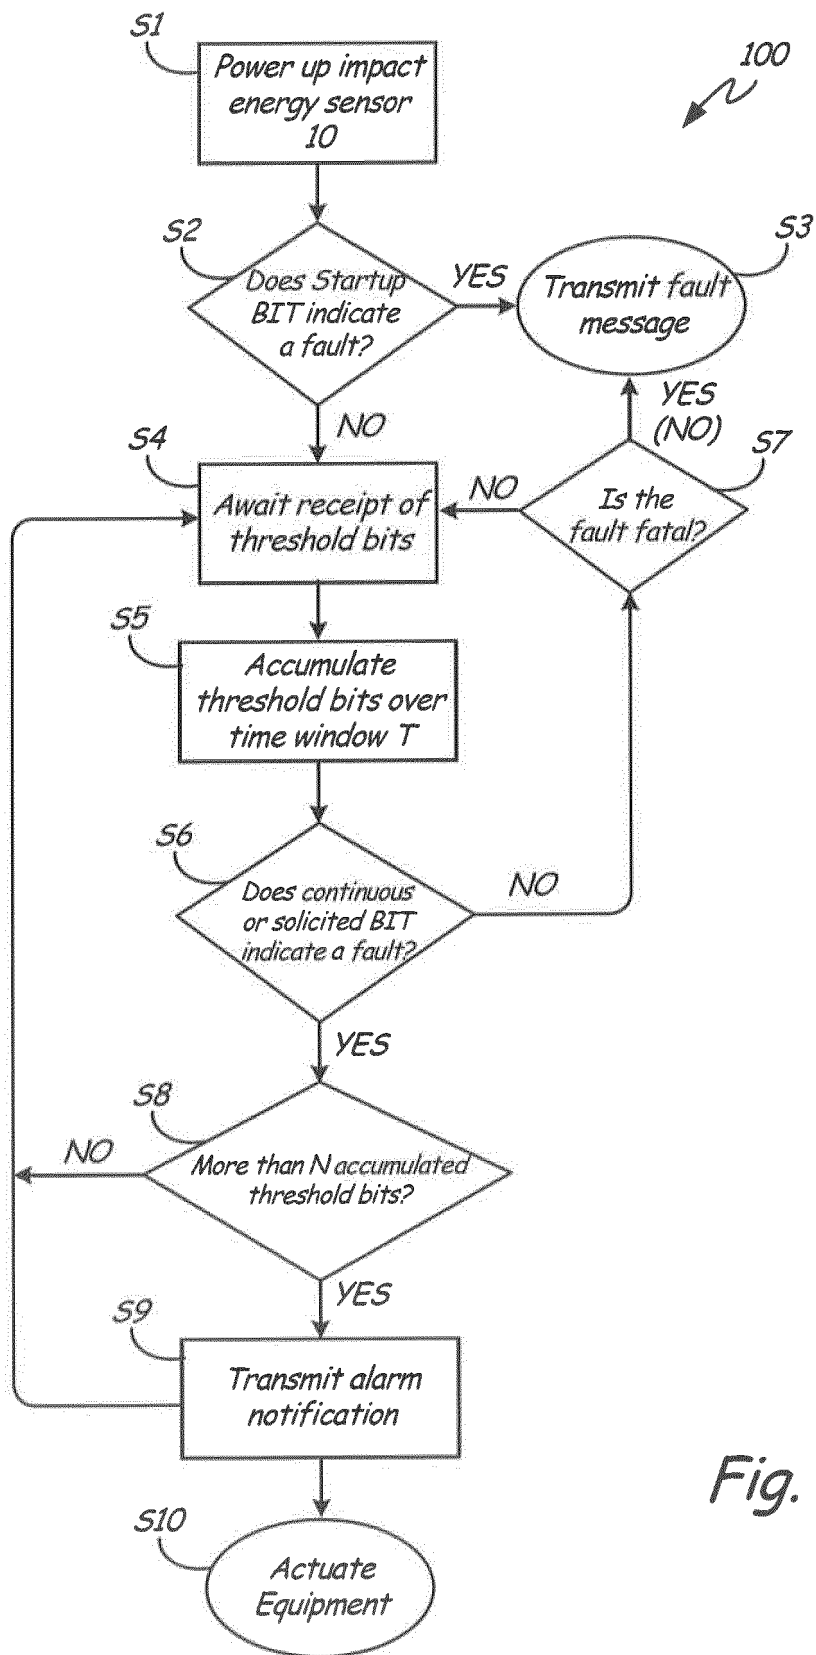 S1
Power up impact
energy sensor
10
100
S2
Does Startup
BIT indicate
a fault?
YES
S3
Transmit fault
message
NO
YES
(NO)
S4
Await receipt of
threshold bits
NO
S7
Is the
fault fatal?
S5
Accumulate
threshold bits over
time window T
S6
Does continuous
or solicited BIT
indicate a fault?
NO
YES
S8
More than N accumulated
threshold bits?
NO
YES
S9
Transmit alarm
notification
Fig.
S10
Actuate
Equipment